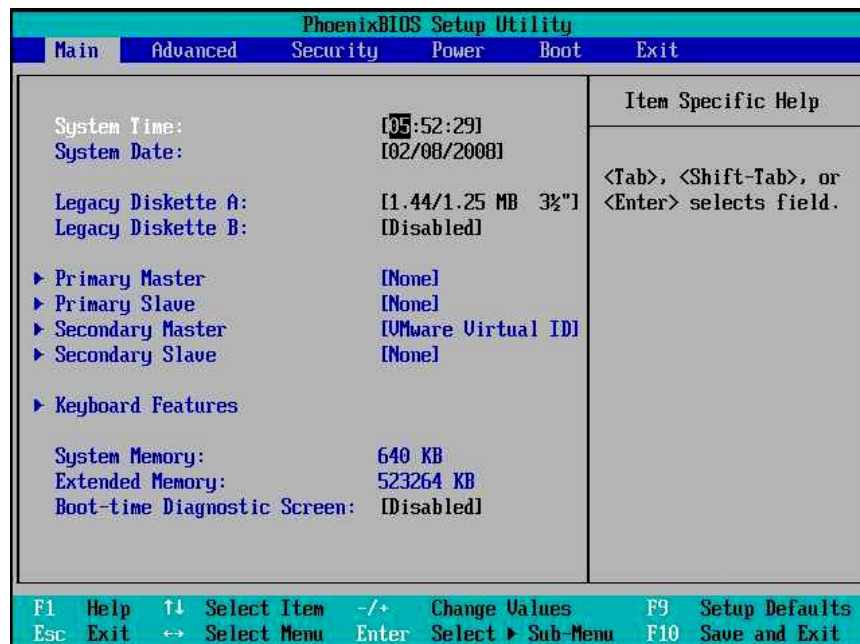 PhoenixBIOS Setup Utility
Main Advanced Security Power Boot Exit
Item Specific Help
System Time: [05:52:29]
System Date: [02/08/2008]
<Tab>, <Shift-Tab>, or
<Enter> selects field.
Legacy Diskette A: [1.44/1.25 MB 3½"]
Legacy Diskette B: [Disabled]
Primary Master [None]
Primary Slave [None]
Secondary Master [VMware Virtual ID]
Secondary Slave [None]
Keyboard Features
System Memory: 640 KB
Extended Memory: 523264 KB
Boot-time Diagnostic Screen: [Disabled]
F1 Help ↑↓ Select Item -/+ Change Values F9 Setup Defaults
Esc Exit ↔ Select Menu Enter Select ▶ Sub-Menu F10 Save and Exit